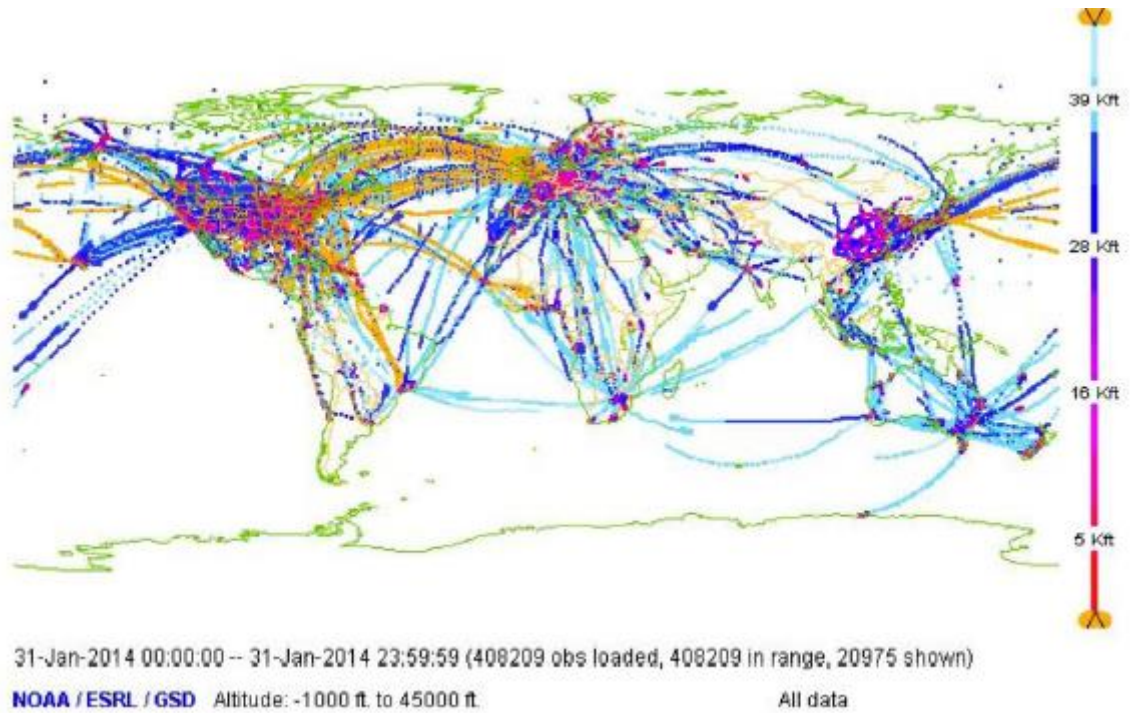 39 Kft
28 Kft
16 Kft
5 Kft
31-Jan-2014 00:00:00 -- 31-Jan-2014 23:59:59 (408209 obs loaded, 408209 in range, 20975 shown)
NOAA / ESRL / GSD Altitude: -1000 ft. to 45000 ft. All data